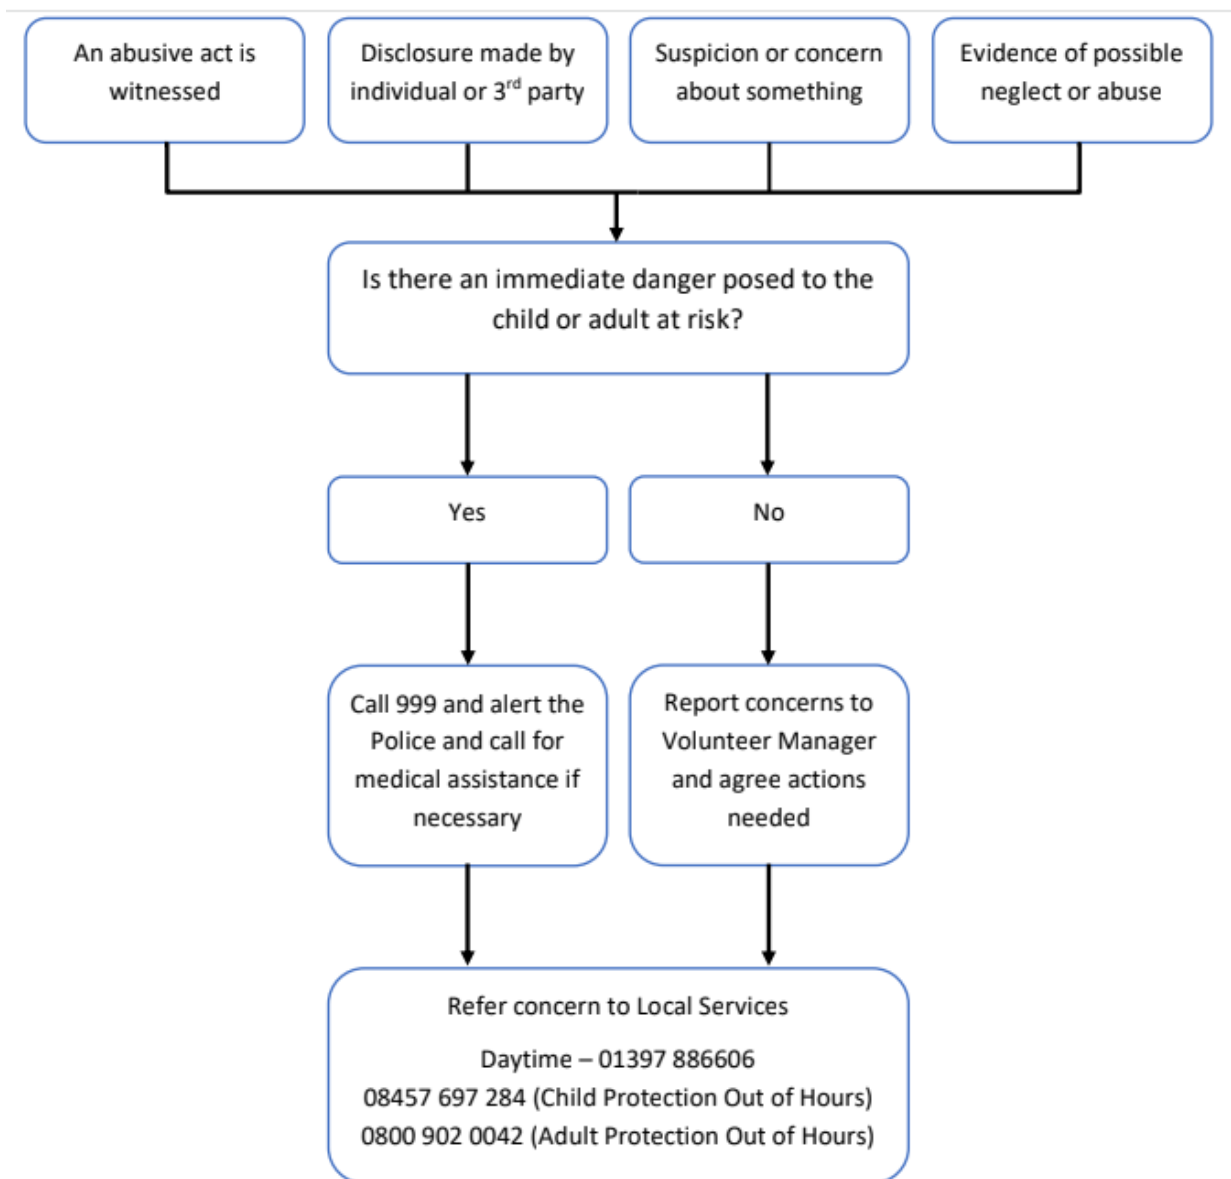 An abusive act is
witnessed
Disclosure made by
individual or 3rd party
Suspicion or concern
about something
Evidence of possible
neglect or abuse
Is there an immediate danger posed to the
child or adult at risk?
Yes
No
Call 999 and alert the
Police and call for
medical assistance if
necessary
Report concerns to
Volunteer Manager
and agree actions
needed
Refer concern to Local Services
Daytime – 01397 886606
08457 697 284 (Child Protection Out of Hours)
0800 902 0042 (Adult Protection Out of Hours)